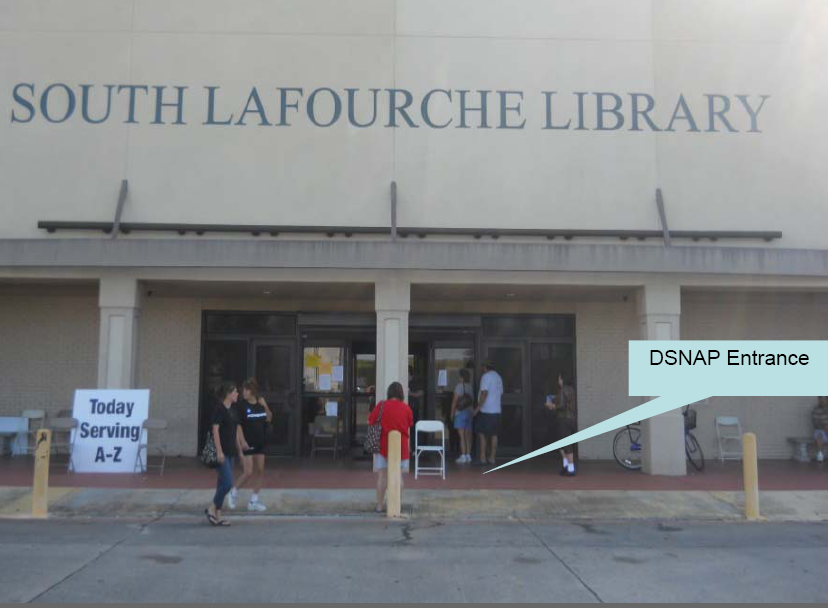 SOUTH LAFOURCHE LIBRARY
DSNAP Entrance
Today
Serving
A-Z